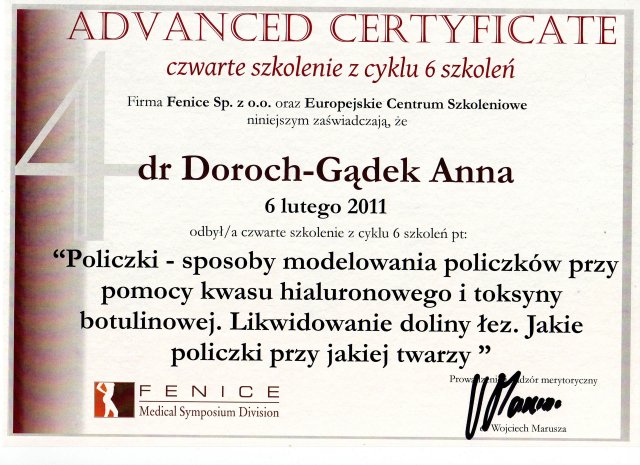 ADVANCED CERTYFICATE
czwarte szkolenie z cyklu 6 szkoleń
Firma Fenice Sp. z o.o. oraz Europejskie Centrum Szkoleniowe
niniejszym zaświadczają, że
4
dr Doroch-Gądek Anna
6 lutego 2011
odbył/a czwarte szkolenie z cyklu 6 szkoleń pt:
“Policzki - sposoby modelowania policzków przy
pomocy kwasu hialuronowego i toksyny
botulinowej. Likwidowanie doliny łez. Jakie
policzki przy jakiej twarzy ”
merytoryczny
FENICE
Medical Symposium Division
Wojciech Marusza